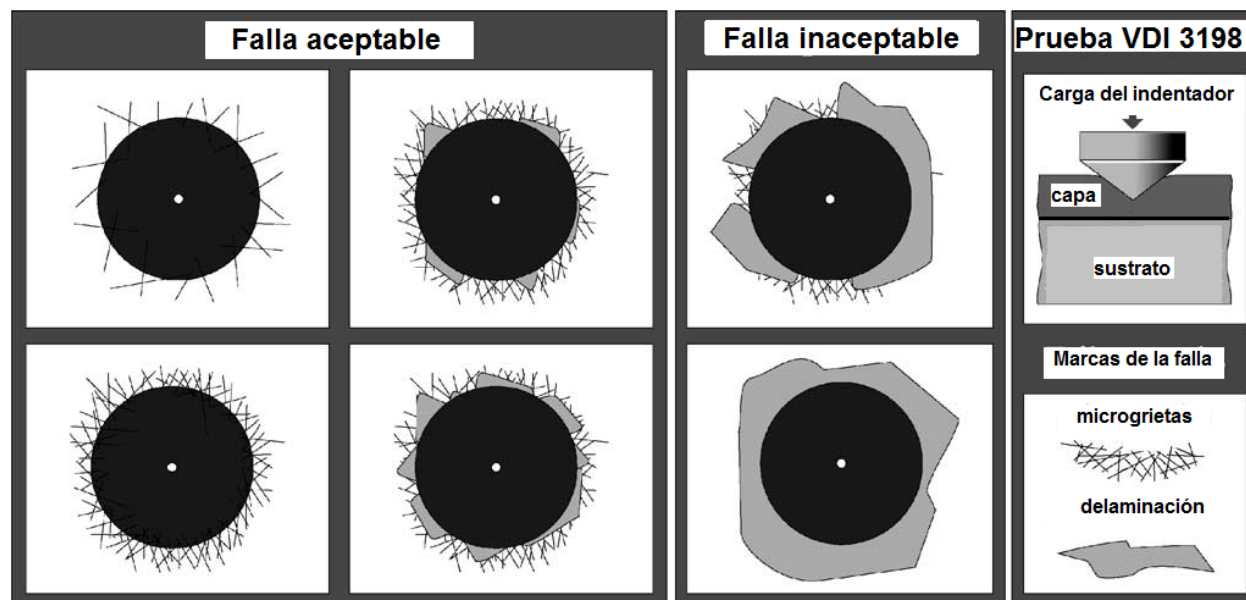 Falla aceptable
Falla inaceptable
Prueba VDI 3198
Carga del indentador
capa
sustrato
Marcas de la falla
microgrietas
delaminación